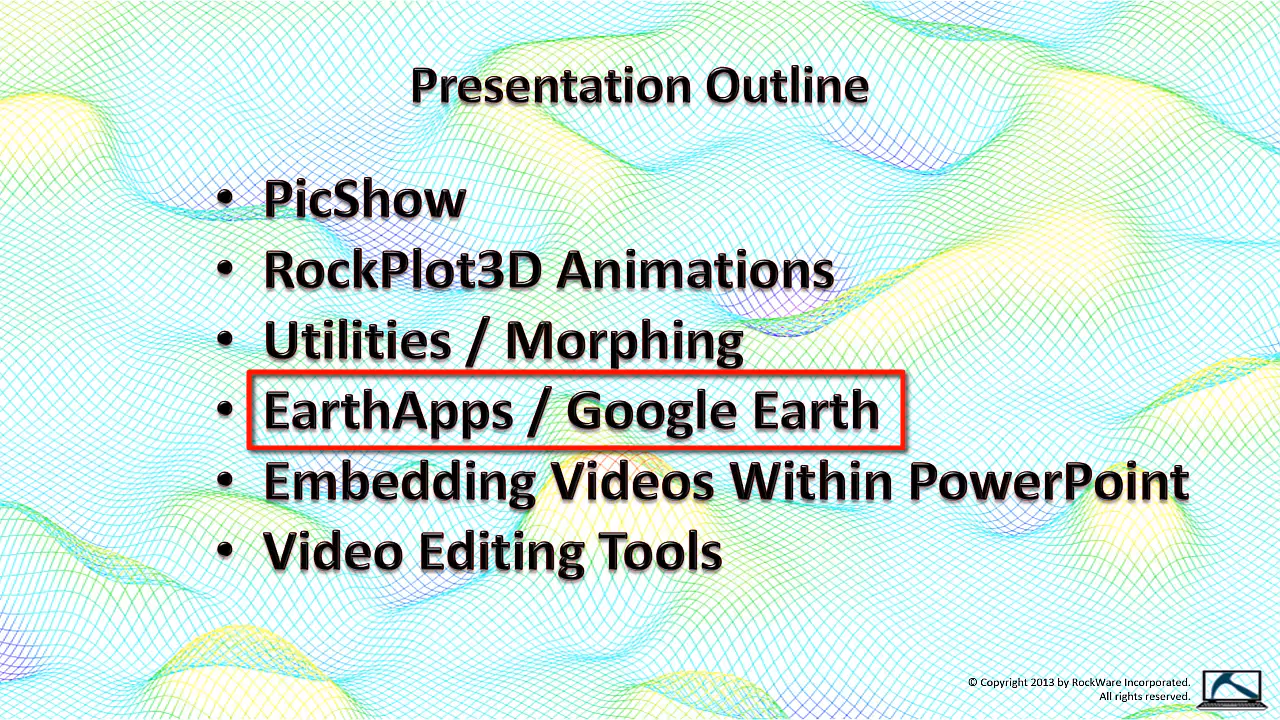 Presentation Outline
• PicShow
• RockPlot3D Animations
• Utilities / Morphing
• EarthApps / Google Earth
• Embedding Videos Within PowerPoint
• Video Editing Tools
© Copyright 2013 by RockWare Incorporated.
All rights reserved.